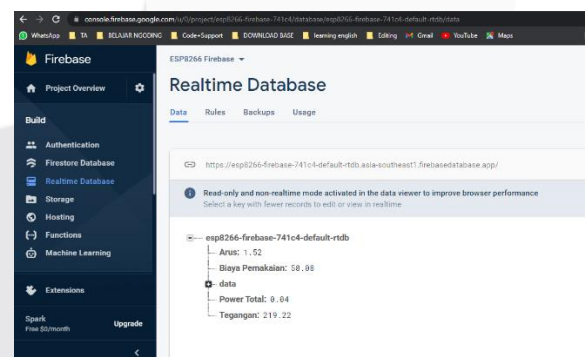 console.firebase.google.com/u/0/project/esp8266-firebase-741c4/database/esp8266-firebase-741c4-default-rtdb/data
WhatsApp TA BELAJAR NGODING Code+Support DOWNLOAD BASE learning english Editing Gmail YouTube Maps
Firebase
Project Overview
Build
Authentication
Firestore Database
Realtime Database
Storage
Hosting
Functions
Machine Learning
Extensions
Spark
Free $0/month
Upgrade
ESP8266 Firebase
Realtime Database
Data Rules Backups Usage
https://esp8266-firebase-741c4-default-rtdb.asia-southeast1.firebasedatabase.app/
Read-only and non-realtime mode activated in the data viewer to improve browser performance
Select a key with fewer records to edit or view in realtime
esp8266-firebase-741c4-default-rtdb
Arus: 1.52
Biaya Pemakaian: 58.08
data
Power Total: 0.04
Tegangan: 219.22